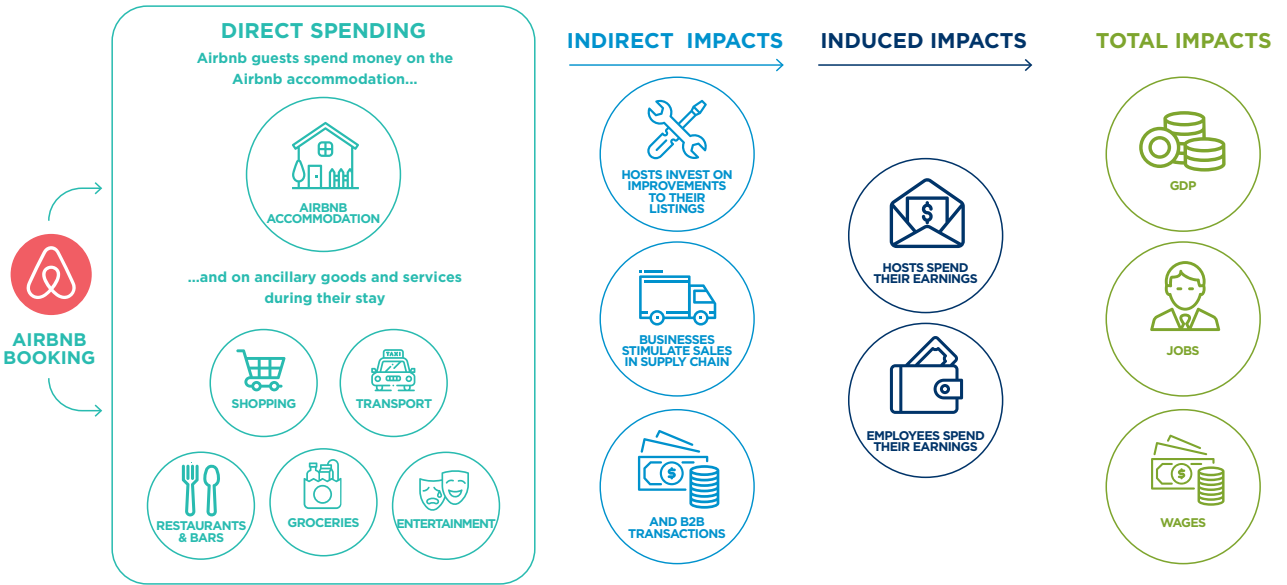 AIRBNB
BOOKING
DIRECT SPENDING
Airbnb guests spend money on the
Airbnb accommodation...
AIRBNB
ACCOMMODATION
...and on ancillary goods and services
during their stay
SHOPPING
TAXI
TRANSPORT
RESTAURANTS
& BARS
GROCERIES
ENTERTAINMENT
INDIRECT IMPACTS
HOSTS INVEST ON
IMPROVEMENTS
TO THEIR
LISTINGS
BUSINESSES
STIMULATE SALES
IN SUPPLY CHAIN
$
AND B2B
TRANSACTIONS
INDUCED IMPACTS
$
HOSTS SPEND
THEIR EARNINGS
EMPLOYEES SPEND
THEIR EARNINGS
TOTAL IMPACTS
GDP
JOBS
$
WAGES